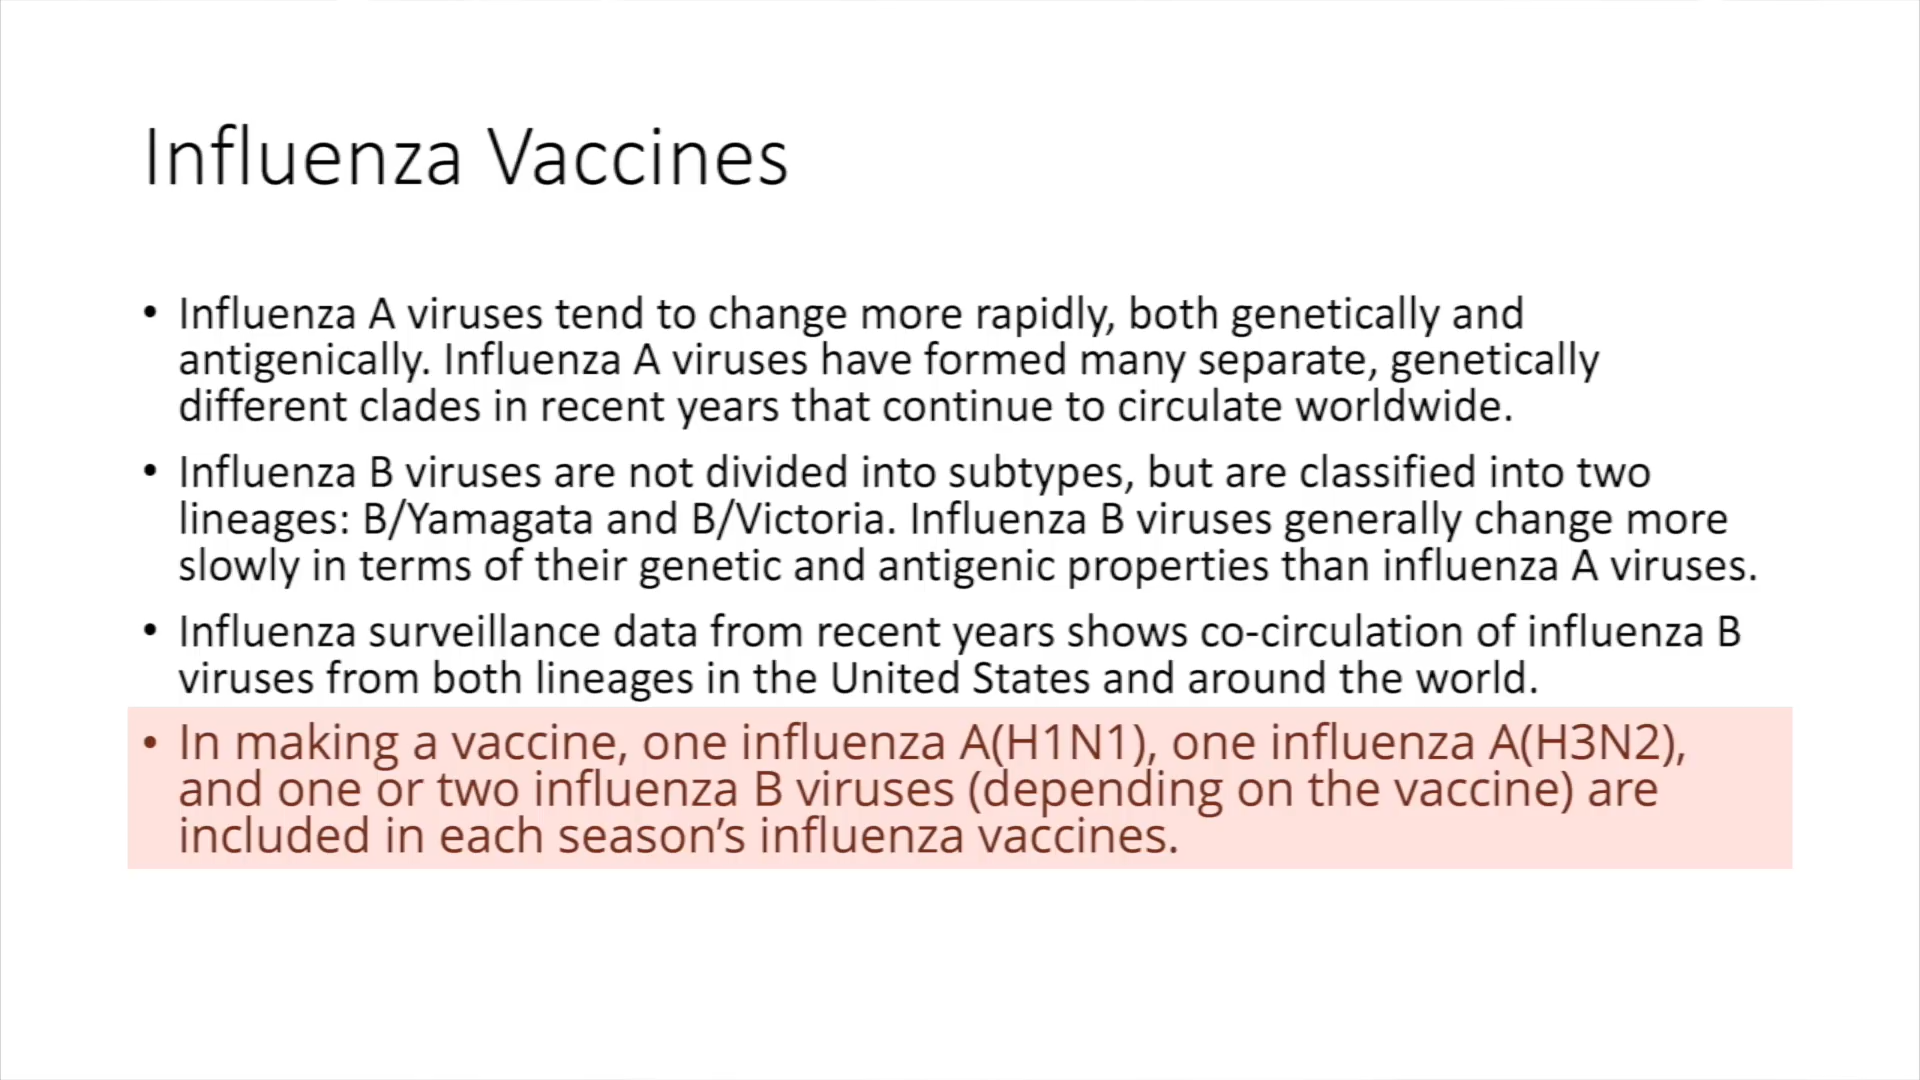 Influenza Vaccines
• Influenza A viruses tend to change more rapidly, both genetically and
antigenically. Influenza A viruses have formed many separate, genetically
different clades in recent years that continue to circulate worldwide.
• Influenza B viruses are not divided into subtypes, but are classified into two
lineages: B/Yamagata and B/Victoria. Influenza B viruses generally change more
slowly in terms of their genetic and antigenic properties than influenza A viruses.
• Influenza surveillance data from recent years shows co-circulation of influenza B
viruses from both lineages in the United States and around the world.
• In making a vaccine, one influenza A(H1N1), one influenza A(H3N2),
and one or two influenza B viruses (depending on the vaccine) are
included in each season’s influenza vaccines.